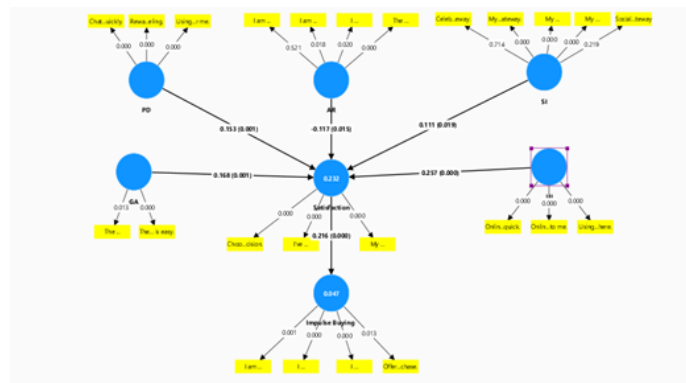 Chat...uickly.
Rewa...eling.
Using...r me.
I am ...
I am ...
I ...
The ...
Celeb...eway.
My...ateway.
My ...
My ...
Social...teway
0.000
0.000
0.000
0.521
0.018
0.020
0.000
0.714
0.000
0.000
0.000
0.219
PO
AR
SI
0.153 (0.001)
-0.117 (0.015)
0.111 (0.019)
0.168 (0.001)
0.257 (0.000)
0.232
GA
0.013
0.000
The ...
The...is easy.
Satisfaction
0.000
0.000
0.000
0.000
0.000
0.000
Onlin...quick.
Onlin...to me.
Using...here.
Choos...cision.
I've ...
My ...
0.216 (0.000)
0.047
Impulse Buying
0.001
0.000
0.000
0.013
I am ...
I ...
I ...
Offer...chase.